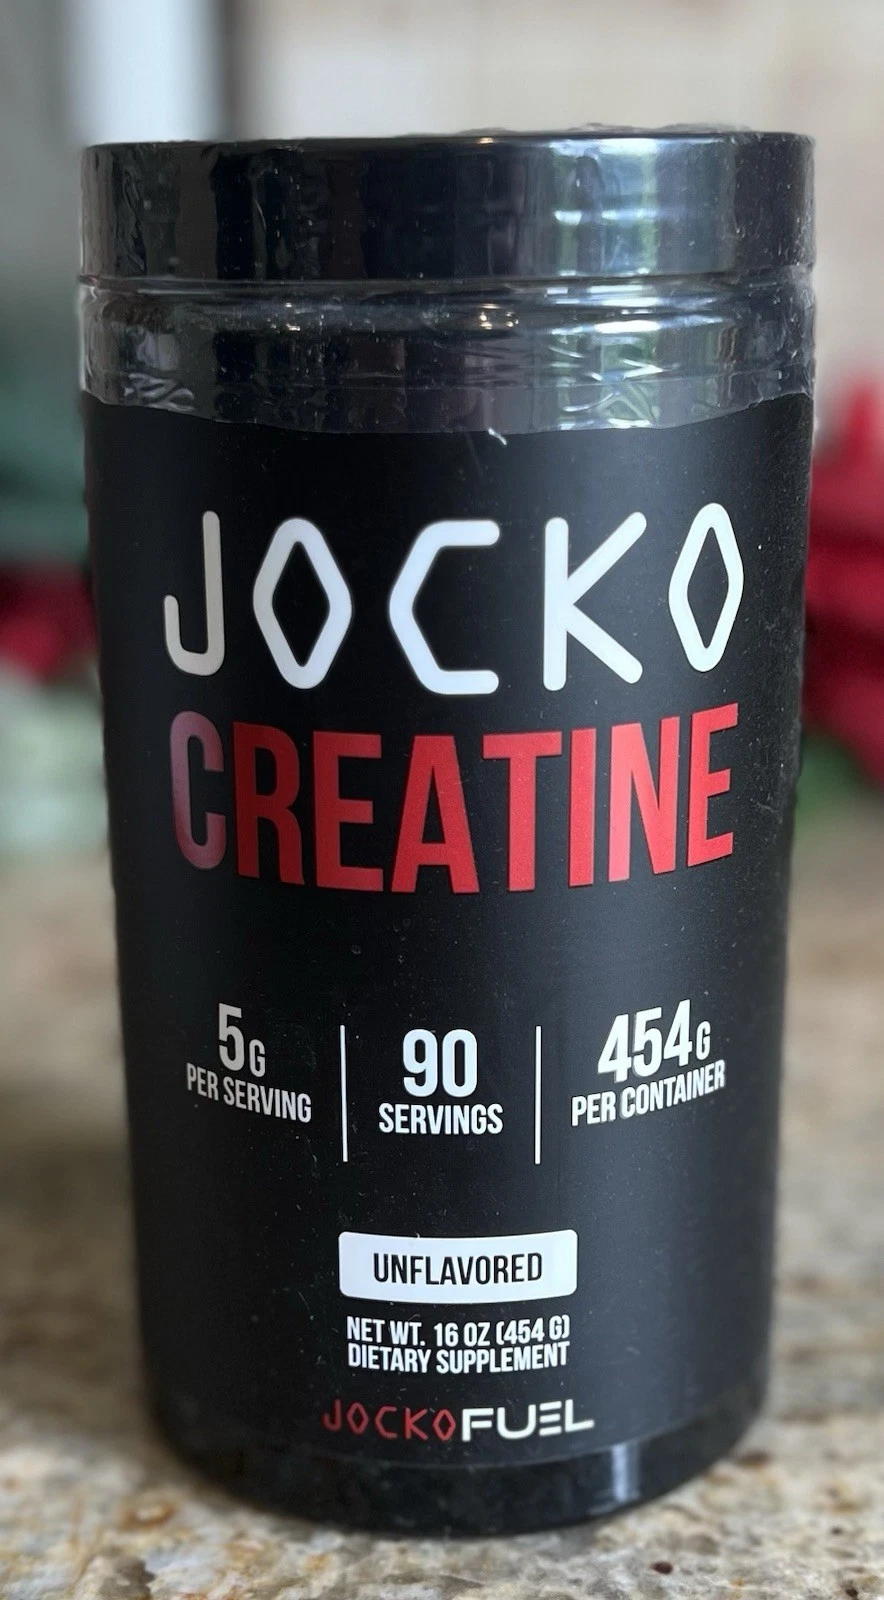 JOCKO
CREATINE
5G
PER SERVING
90
SERVINGS
454G
PER CONTAINER
UNFLAVORED
NET WT. 16 OZ (454 G)
DIETARY SUPPLEMENT
JOCKOFUEL